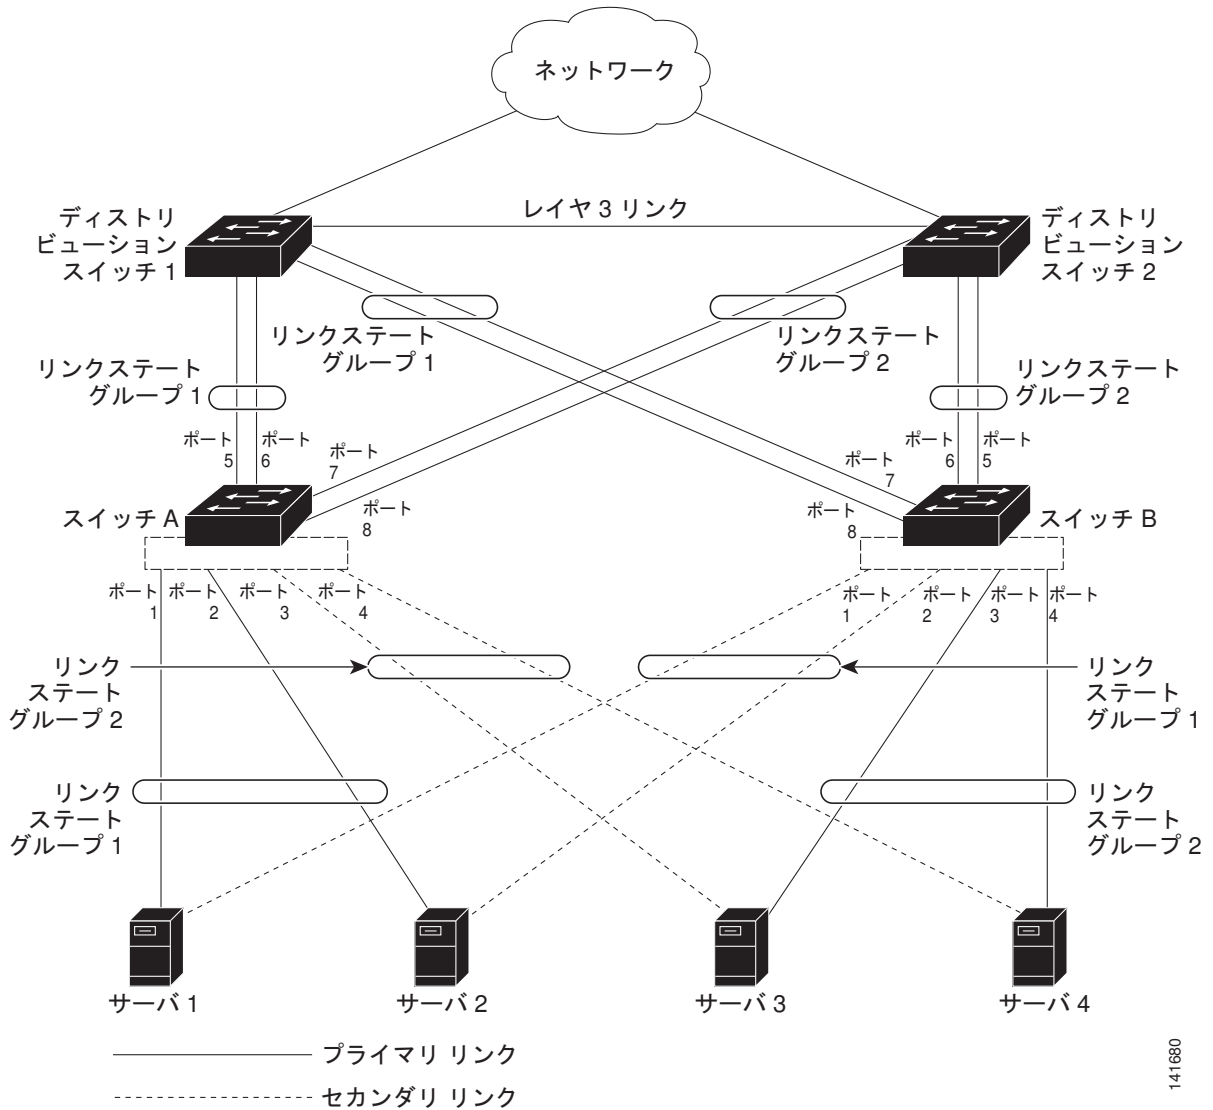 ネットワーク
レイヤ 3 リンク
ディストリ
ビューション
スイッチ 1
ディストリ
ビューション
スイッチ 2
リンクステート
グループ 1
リンクステート
グループ 2
リンクステート
グループ 1
リンクステート
グループ 2
ポート
5
ポート
6
ポート
7
ポート
8
ポート
6
ポート
5
ポート
7
ポート
8
スイッチ A
スイッチ B
ポート
1
ポート
2
ポート
3
ポート
4
ポート
1
ポート
2
ポート
3
ポート
4
リンク
ステート
グループ 2
リンク
ステート
グループ 1
リンク
ステート
グループ 1
リンク
ステート
グループ 2
サーバ 1
サーバ 2
サーバ 3
サーバ 4
プライマリ リンク
セカンダリ リンク
141680